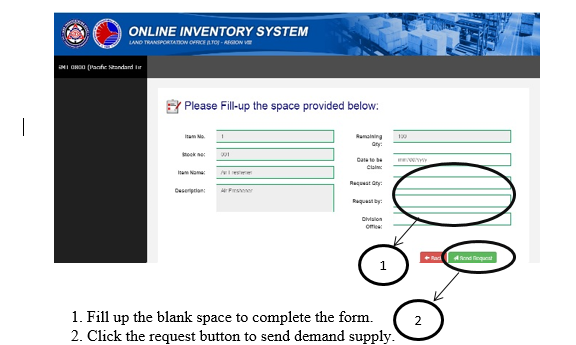 ONLINE INVENTORY SYSTEM
LAND TRANSPORTATION OFFICE (LTO) - REGION VIII
GMT 0800 (Pacific Standard Tir
Please Fill-up the space provided below:
Item No. 1
Remaining Qty: 100
Stock no: 001
Date to be Claim: mm/dd/yyyy
Item Name: Air Freshener
Request Qty:
Description: Air Freshener
Request by:
Division Office:
Send Request
1
2
1. Fill up the blank space to complete the form.
2. Click the request button to send demand supply.